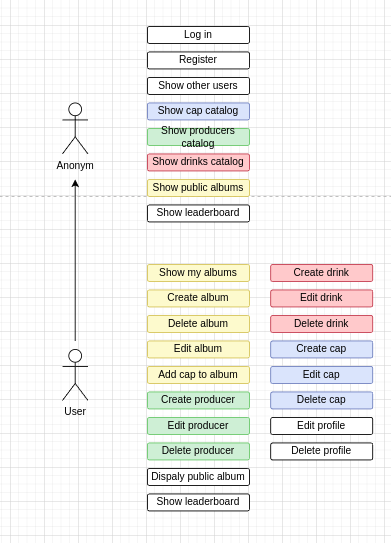 Log in
Register
Show other users
Show cap catalog
Show producers
catalog
Show drinks catalog
Show public albums
Show leaderboard
Anonym
Show my albums
Create album
Delete album
Edit album
Add cap to album
Create producer
Edit producer
Delete producer
Dispaly public album
Show leaderboard
Create drink
Edit drink
Delete drink
Create cap
Edit cap
Delete cap
Edit profile
Delete profile
User